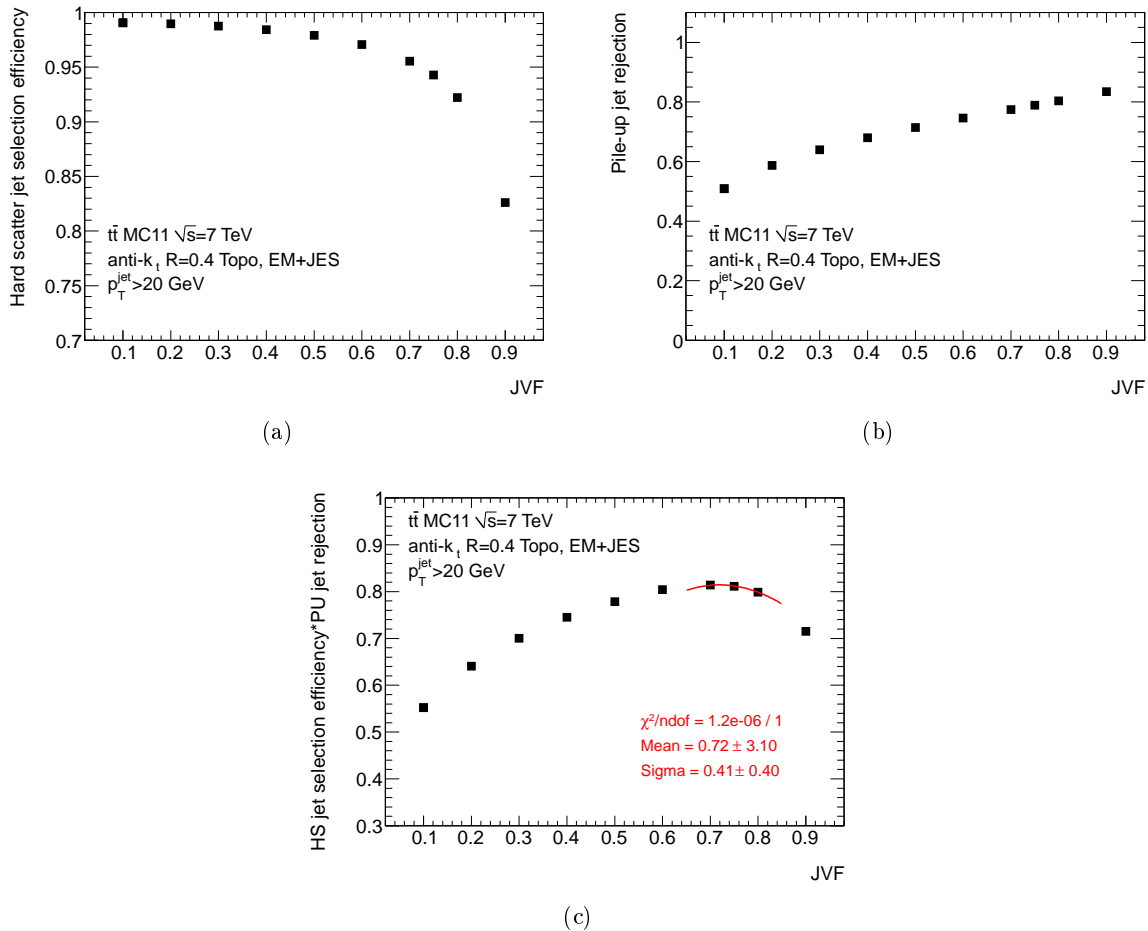 Hard scatter jet selection efficiency
1
0.95
0.9
0.85
0.8
0.75
0.7
tt̄ MC11 √s=7 TeV
anti-k_t R=0.4 Topo, EM+JES
p_T^jet>20 GeV
0.1 0.2 0.3 0.4 0.5 0.6 0.7 0.8 0.9
JVF
(a)
Pile-up jet rejection
1
0.8
0.6
0.4
0.2
0
tt̄ MC11 √s=7 TeV
anti-k_t R=0.4 Topo, EM+JES
p_T^jet>20 GeV
0.1 0.2 0.3 0.4 0.5 0.6 0.7 0.8 0.9
JVF
(b)
HS jet selection efficiency*PU jet rejection
1
0.9
0.8
0.7
0.6
0.5
0.4
0.3
tt̄ MC11 √s=7 TeV
anti-k_t R=0.4 Topo, EM+JES
p_T^jet>20 GeV
χ²/ndof = 1.2e-06 / 1
Mean = 0.72 ± 3.10
Sigma = 0.41± 0.40
0.1 0.2 0.3 0.4 0.5 0.6 0.7 0.8 0.9
JVF
(c)